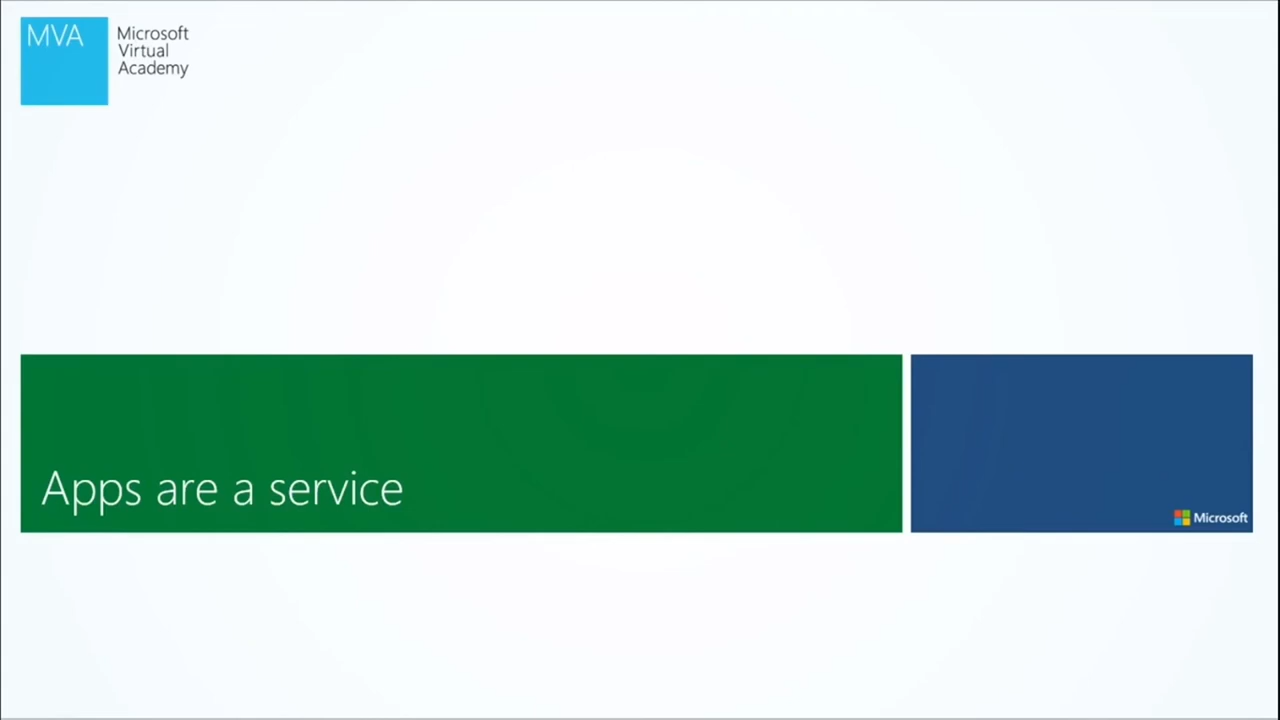 MVA
Microsoft
Virtual
Academy
Apps are a service
Microsoft